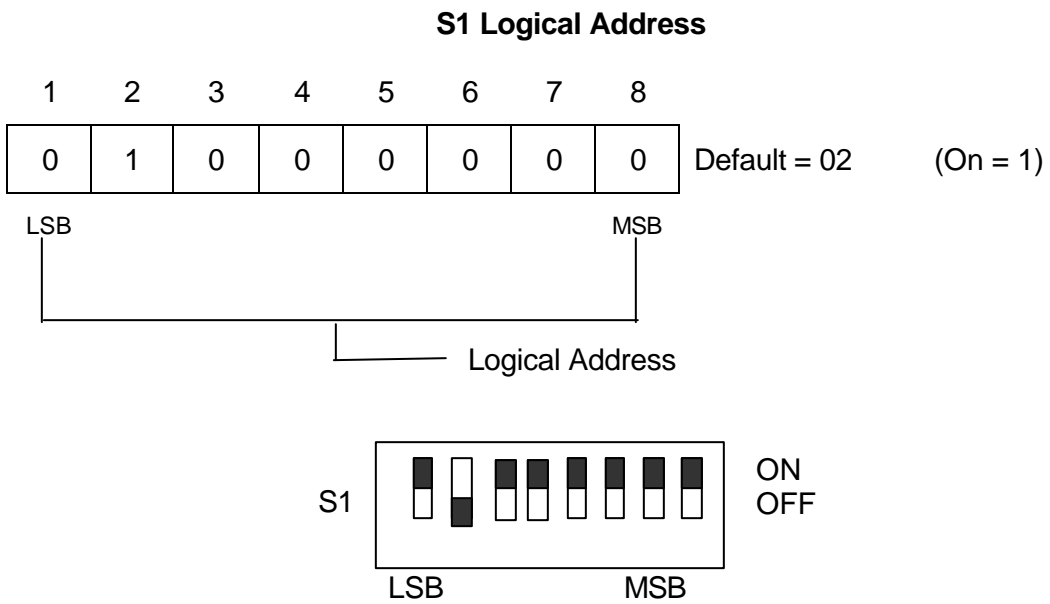 S1 Logical Address
1 2 3 4 5 6 7 8
0 1 0 0 0 0 0 0 Default = 02 (On = 1)
LSB MSB
Logical Address
ON
S1 OFF
LSB MSB